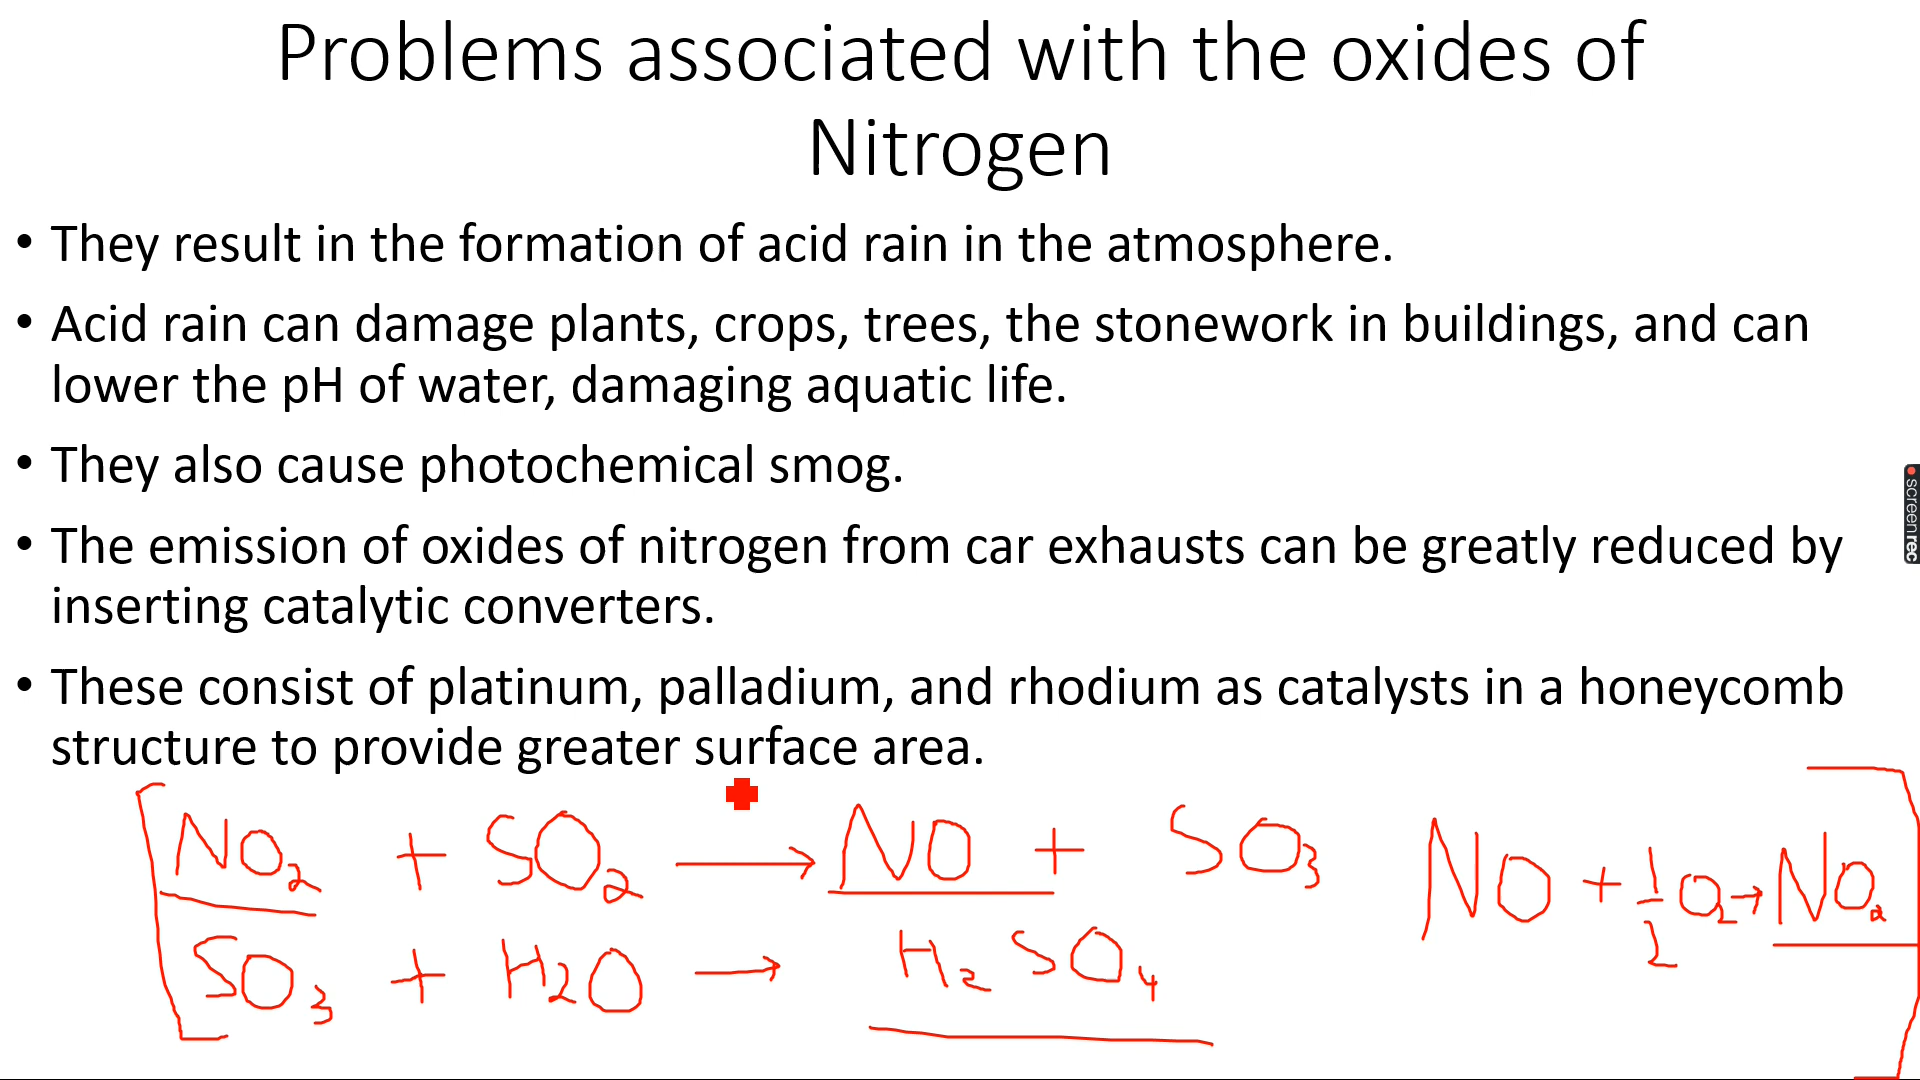 Problems associated with the oxides of
Nitrogen
• They result in the formation of acid rain in the atmosphere.
• Acid rain can damage plants, crops, trees, the stonework in buildings, and can
lower the pH of water, damaging aquatic life.
• They also cause photochemical smog.
• The emission of oxides of nitrogen from car exhausts can be greatly reduced by
inserting catalytic converters.
• These consist of platinum, palladium, and rhodium as catalysts in a honeycomb
structure to provide greater surface area.
NO₂ + SO₂ → NO + SO₃
SO₃ + H₂O → H₂SO₄
NO + ½O₂ → NO₂
screenrec